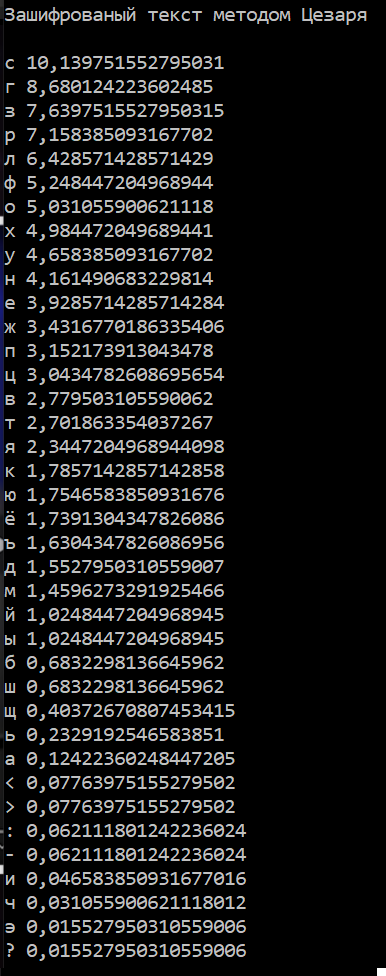 Зашифрованый текст методом Цезаря
с 10,139751552795031
г 8,680124223602485
з 7,6397515527950315
р 7,158385093167702
л 6,428571428571429
ф 5,248447204968944
о 5,031055900621118
х 4,984472049689441
у 4,658385093167702
н 4,161490683229814
е 3,9285714285714284
ж 3,4316770186335406
п 3,152173913043478
ц 3,0434782608695654
в 2,779503105590062
т 2,701863354037267
я 2,3447204968944098
к 1,7857142857142858
ю 1,7546583850931676
ё 1,7391304347826086
ъ 1,6304347826086956
д 1,5527950310559007
м 1,4596273291925466
й 1,0248447204968945
ы 1,0248447204968945
б 0,6832298136645962
ш 0,6832298136645962
щ 0,40372670807453415
ь 0,2329192546583851
а 0,12422360248447205
< 0,07763975155279502
> 0,07763975155279502
: 0,062111801242236024
- 0,062111801242236024
и 0,046583850931677016
ч 0,031055900621118012
э 0,015527950310559006
? 0,015527950310559006